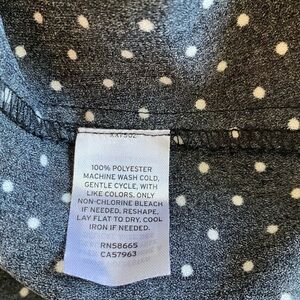 100% POLYESTER
MACHINE WASH COLD,
GENTLE CYCLE, WITH
LIKE COLORS. ONLY
NON-CHLORINE BLEACH
IF NEEDED. RESHAPE,
LAY FLAT TO DRY. COOL
IRON IF NEEDED.
RN58665
CA57963